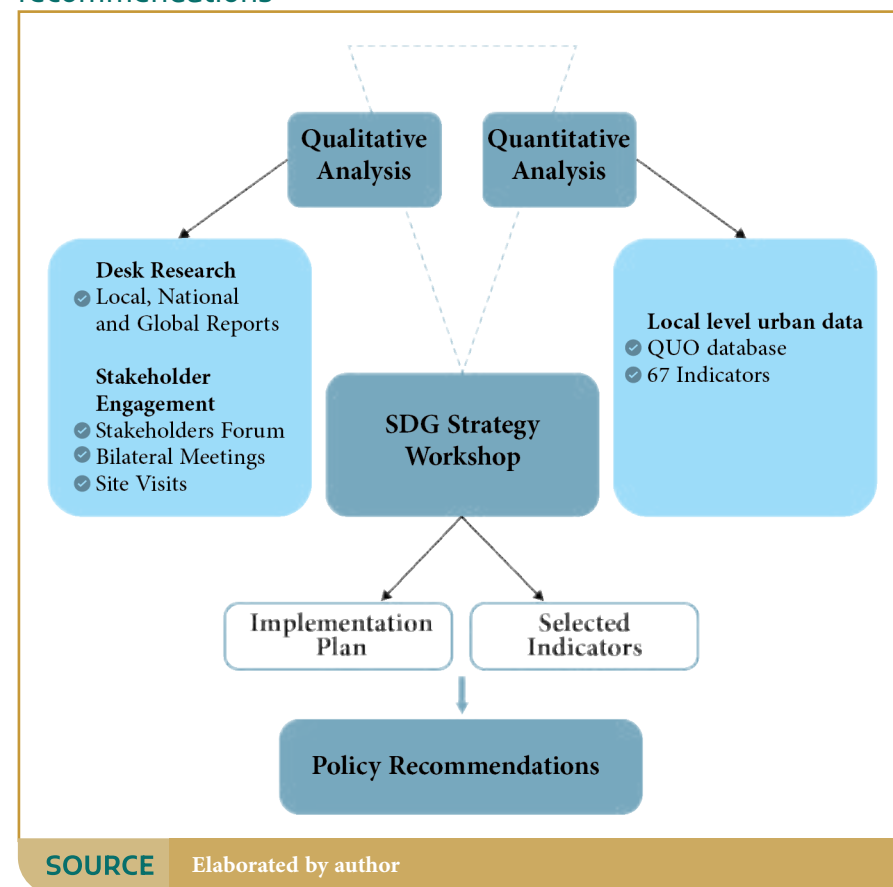 recommendations
Qualitative
Analysis
Quantitative
Analysis
Desk Research
Local, National
and Global Reports
Stakeholder
Engagement
Stakeholders Forum
Bilateral Meetings
Site Visits
Local level urban data
QUO database
67 Indicators
SDG Strategy
Workshop
Implementation
Plan
Selected
Indicators
Policy Recommendations
SOURCE Elaborated by author